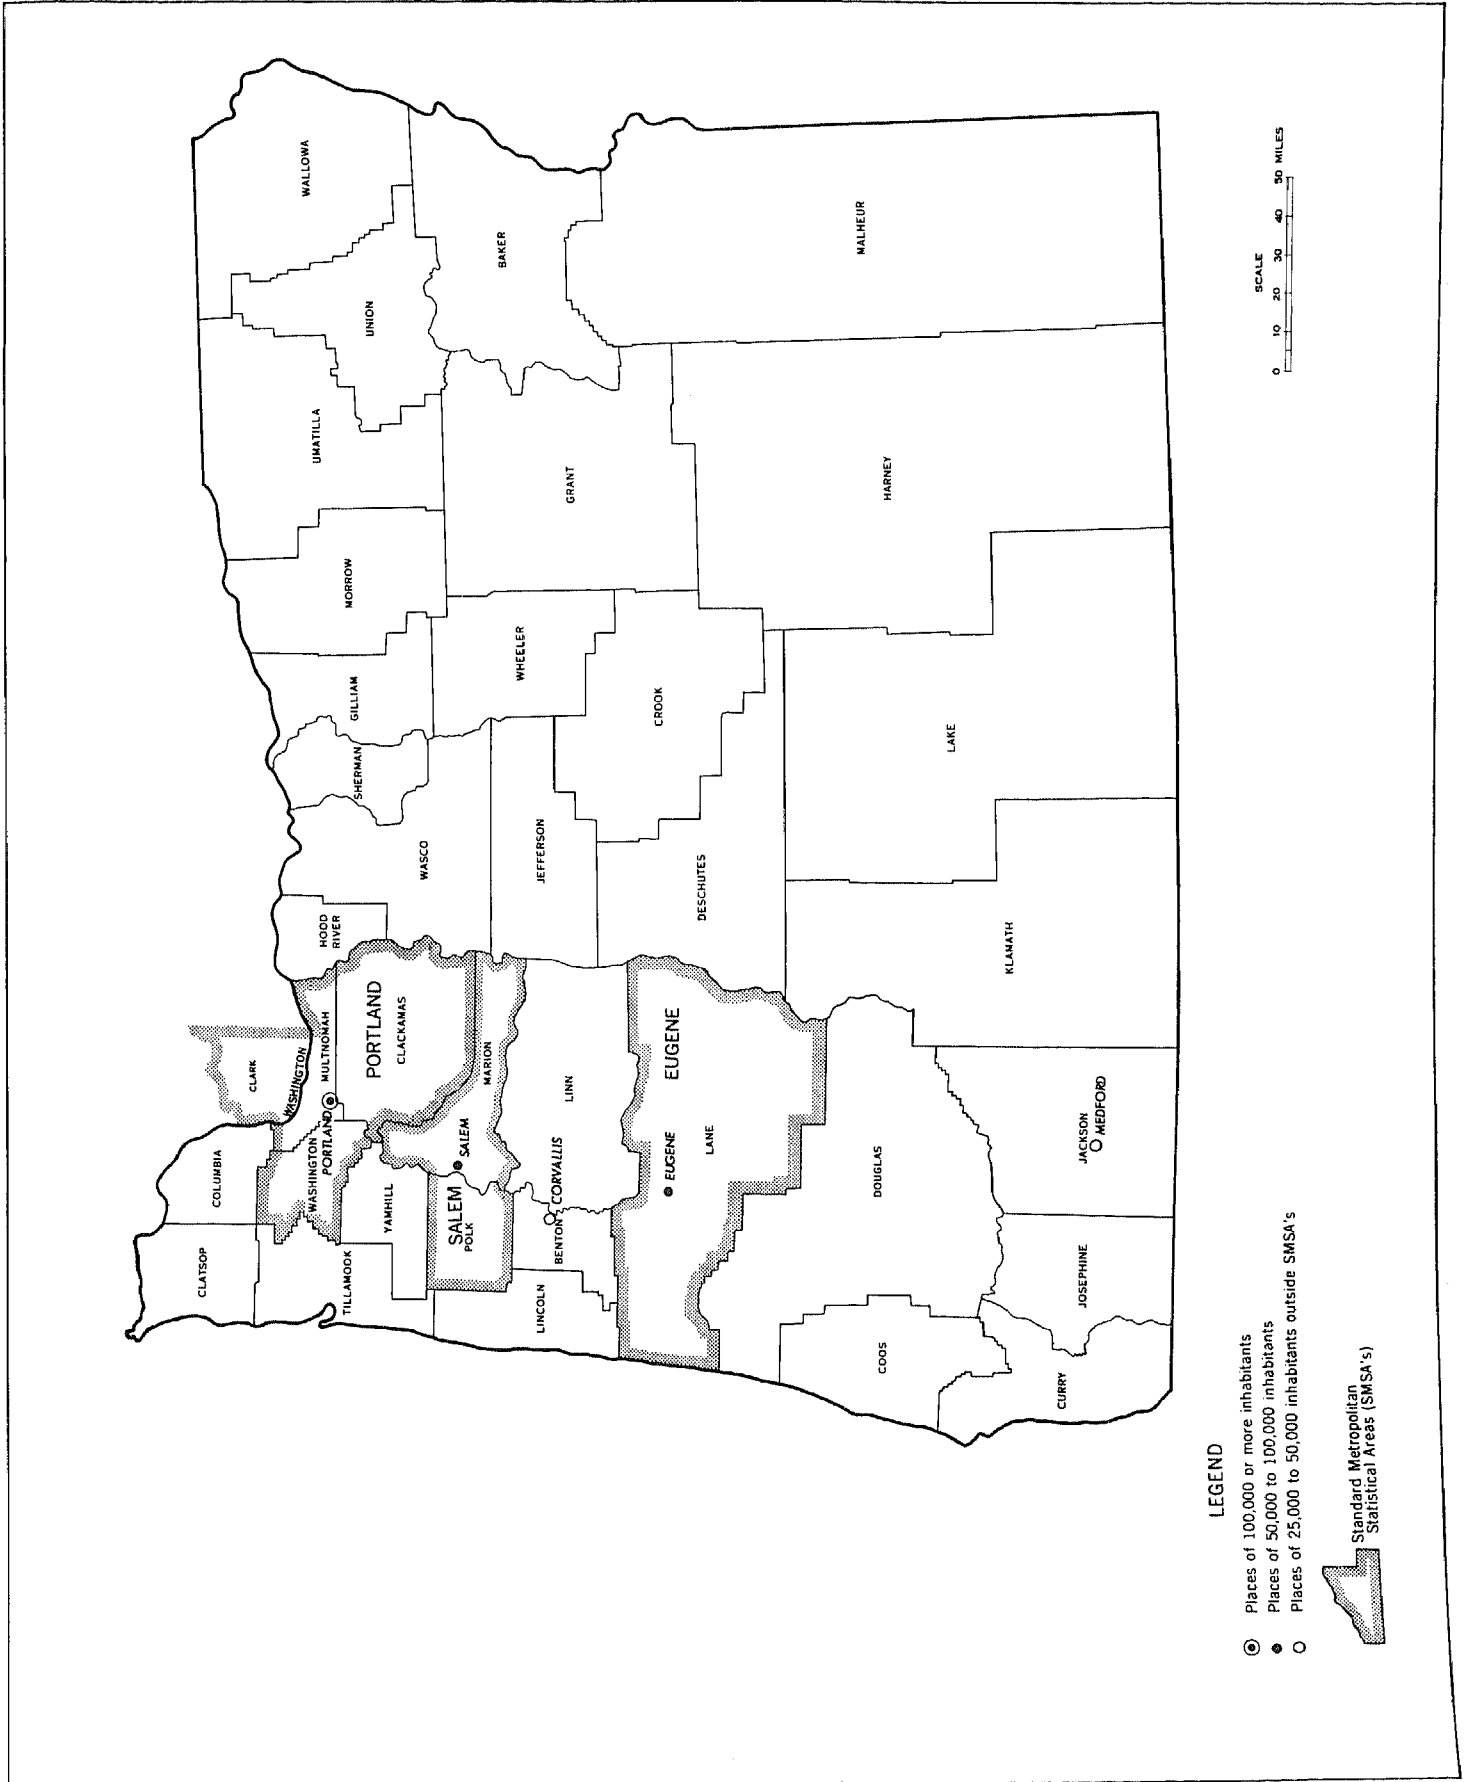 CLATSOP
COLUMBIA
CLARK
WASHINGTON
TILLAMOOK
WASHINGTON
PORTLAND
MULTNOMAH
HOOD
RIVER
YAMHILL
PORTLAND
CLACKAMAS
WASCO
SHERMAN
GILLIAM
MORROW
UMATILLA
UNION
WALLOWA
SALEM
POLK
SALEM
MARION
LINCOLN
BENTON
CORVALLIS
LINN
JEFFERSON
WHEELER
GRANT
BAKER
EUGENE
LANE
EUGENE
DESCHUTES
CROOK
COOS
DOUGLAS
KLAMATH
LAKE
HARNEY
MALHEUR
CURRY
JOSEPHINE
JACKSON
MEDFORD
LEGEND
Places of 100,000 or more inhabitants
Places of 50,000 to 100,000 inhabitants
Places of 25,000 to 50,000 inhabitants outside SMSA's
Standard Metropolitan
Statistical Areas (SMSA's)
SCALE
0 10 20 30 40 50 MILES